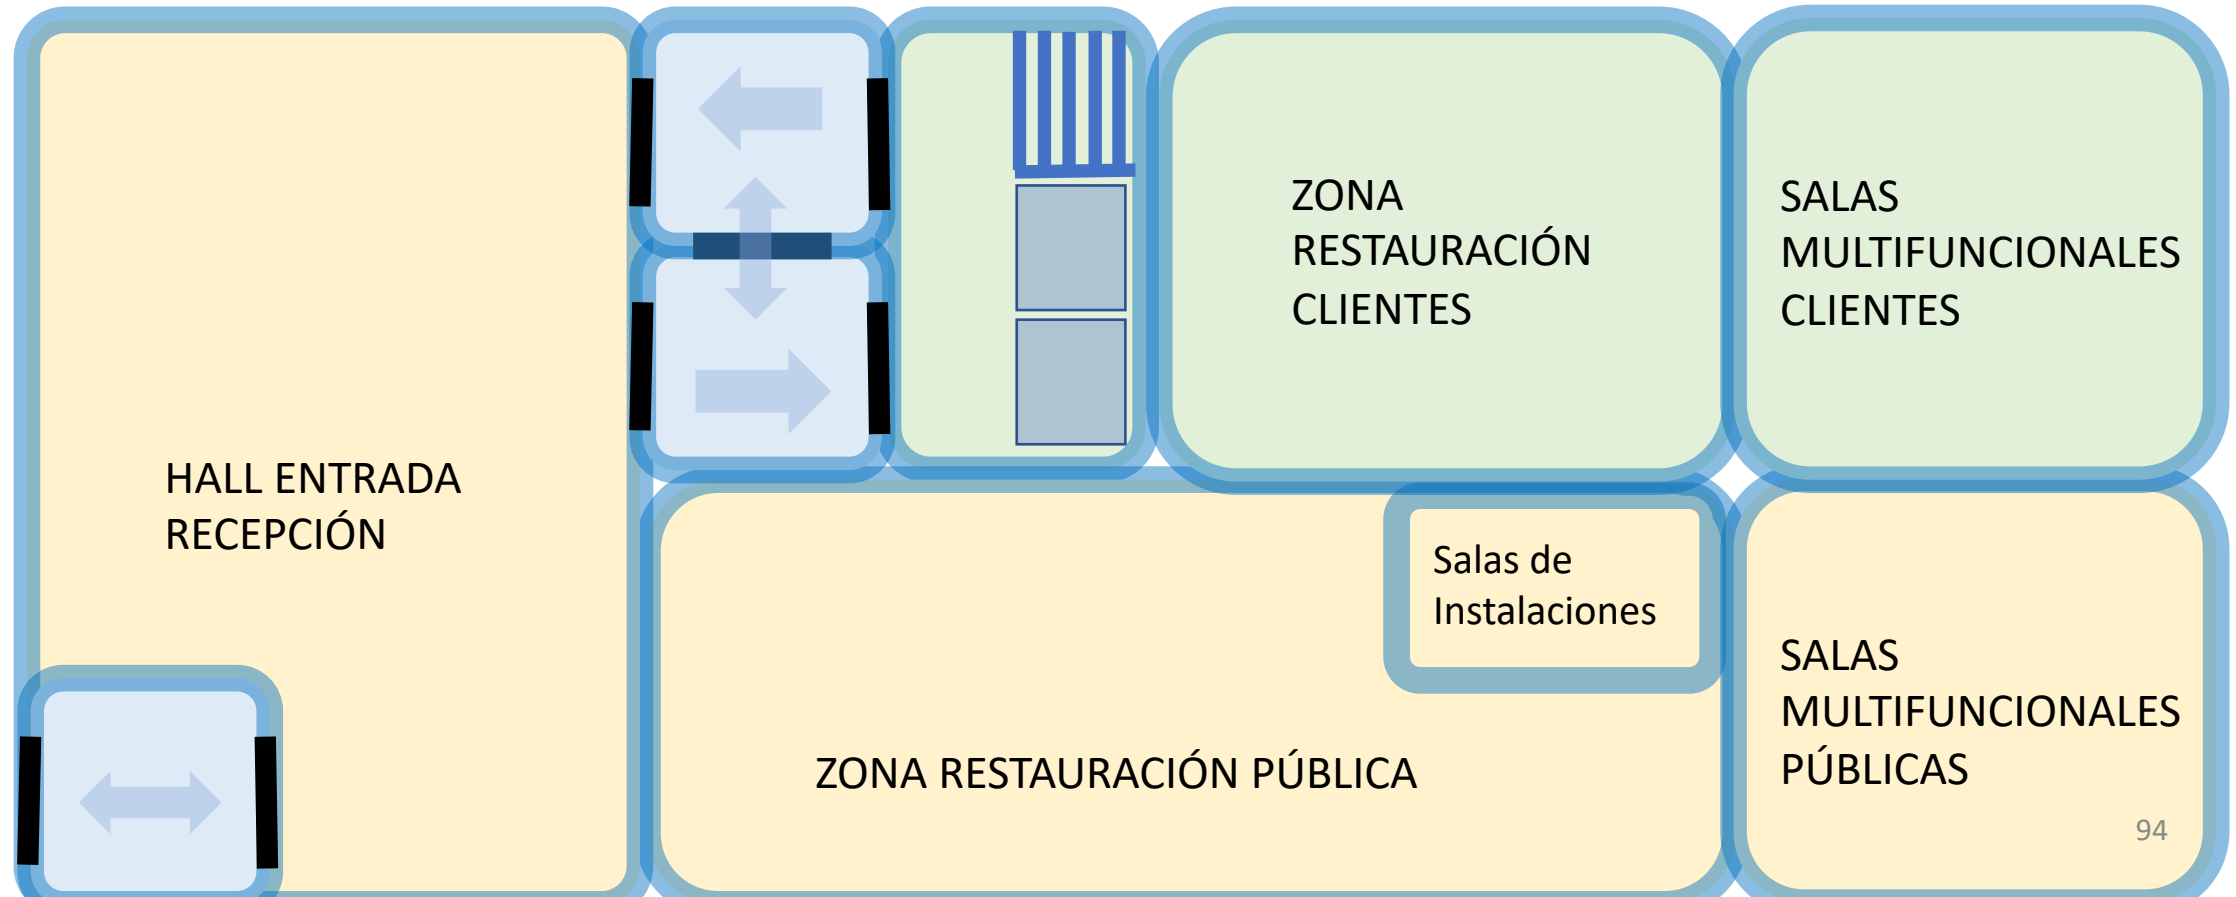 HALL ENTRADA
RECEPCIÓN
ZONA
RESTAURACIÓN
CLIENTES
SALAS
MULTIFUNCIONALES
CLIENTES
Salas de
Instalaciones
ZONA RESTAURACIÓN PÚBLICA
SALAS
MULTIFUNCIONALES
PÚBLICAS
94